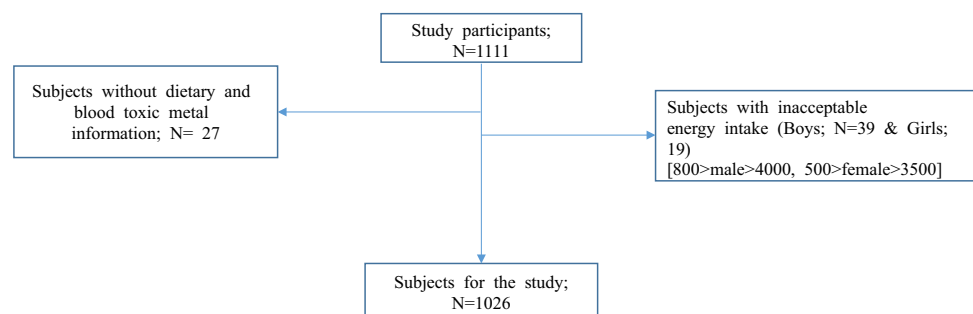 Study participants;
N=1111
Subjects without dietary and
blood toxic metal
information; N= 27
Subjects with inacceptable
energy intake (Boys; N=39 & Girls;
19)
[800>male>4000, 500>female>3500]
Subjects for the study;
N=1026